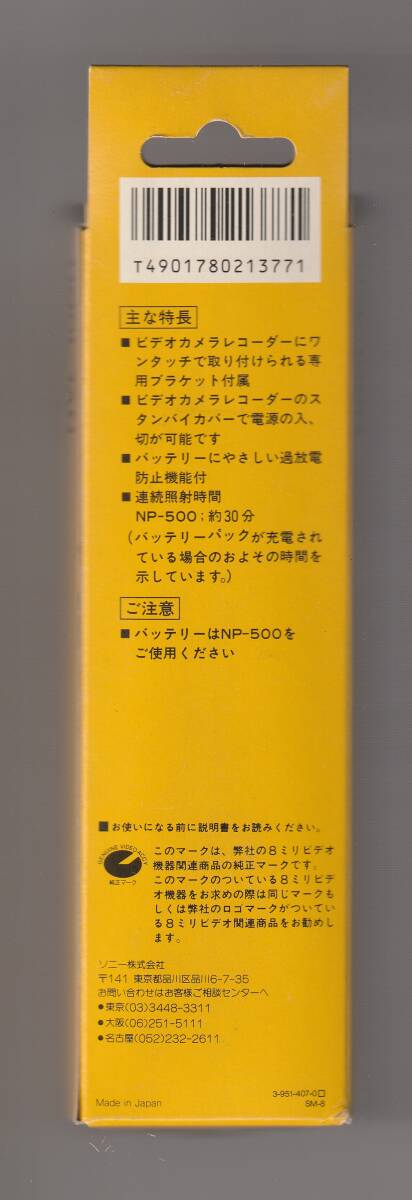 T4901780213771
主な特長
■ビデオカメラレコーダーにワ
ンタッチで取り付けられる専
用ブラケット付属
■ビデオカメラレコーダーのス
タンバイカバーで電源の入、
切が可能です
■バッテリーにやさしい過放電
防止機能付
■連続照射時間
NP-500；約30分
(バッテリーパックが充電され
ている場合のおよその時間を
示しています。)
ご注意
■バッテリーはNP-500を
ご使用ください
■お使いになる前に説明書をお読みください。
GENUINE VIDEO ACCY
純正マーク
このマークは、弊社の8ミリビデオ
機器関連商品の純正マークです。
このマークのついている8ミリビデ
オ機器をお求めの際は同じマークも
しくは弊社のロゴマークがついてい
る8ミリビデオ関連商品をお勧めし
ます。
ソニー株式会社
〒141 東京都品川区北品川6-7-35
お問い合わせはお客様ご相談センターへ
●東京(03)3448-3311
●大阪(06)251-5111
●名古屋(052)232-2611
Made in Japan
3-951-407-0□
SM-8